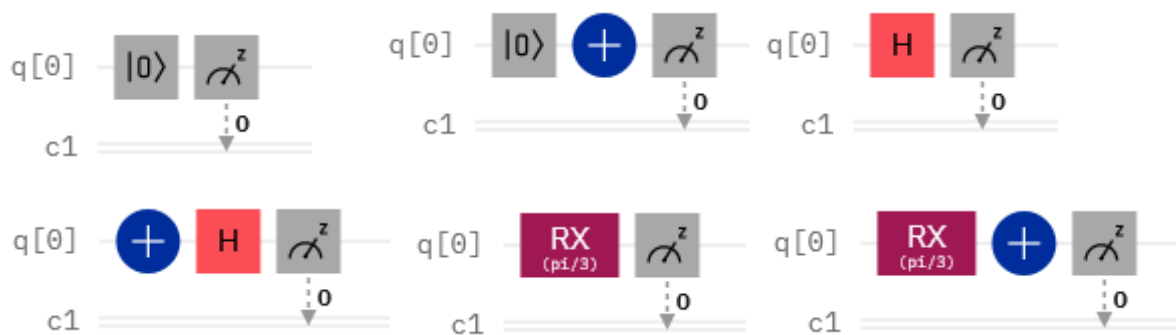 q[0] |0⟩ z
0
c1
q[0] |0⟩ + z
0
c1
q[0] H z
0
c1
q[0] + H z
0
c1
q[0] RX (pi/3) z
0
c1
q[0] RX (pi/3) + z
0
c1